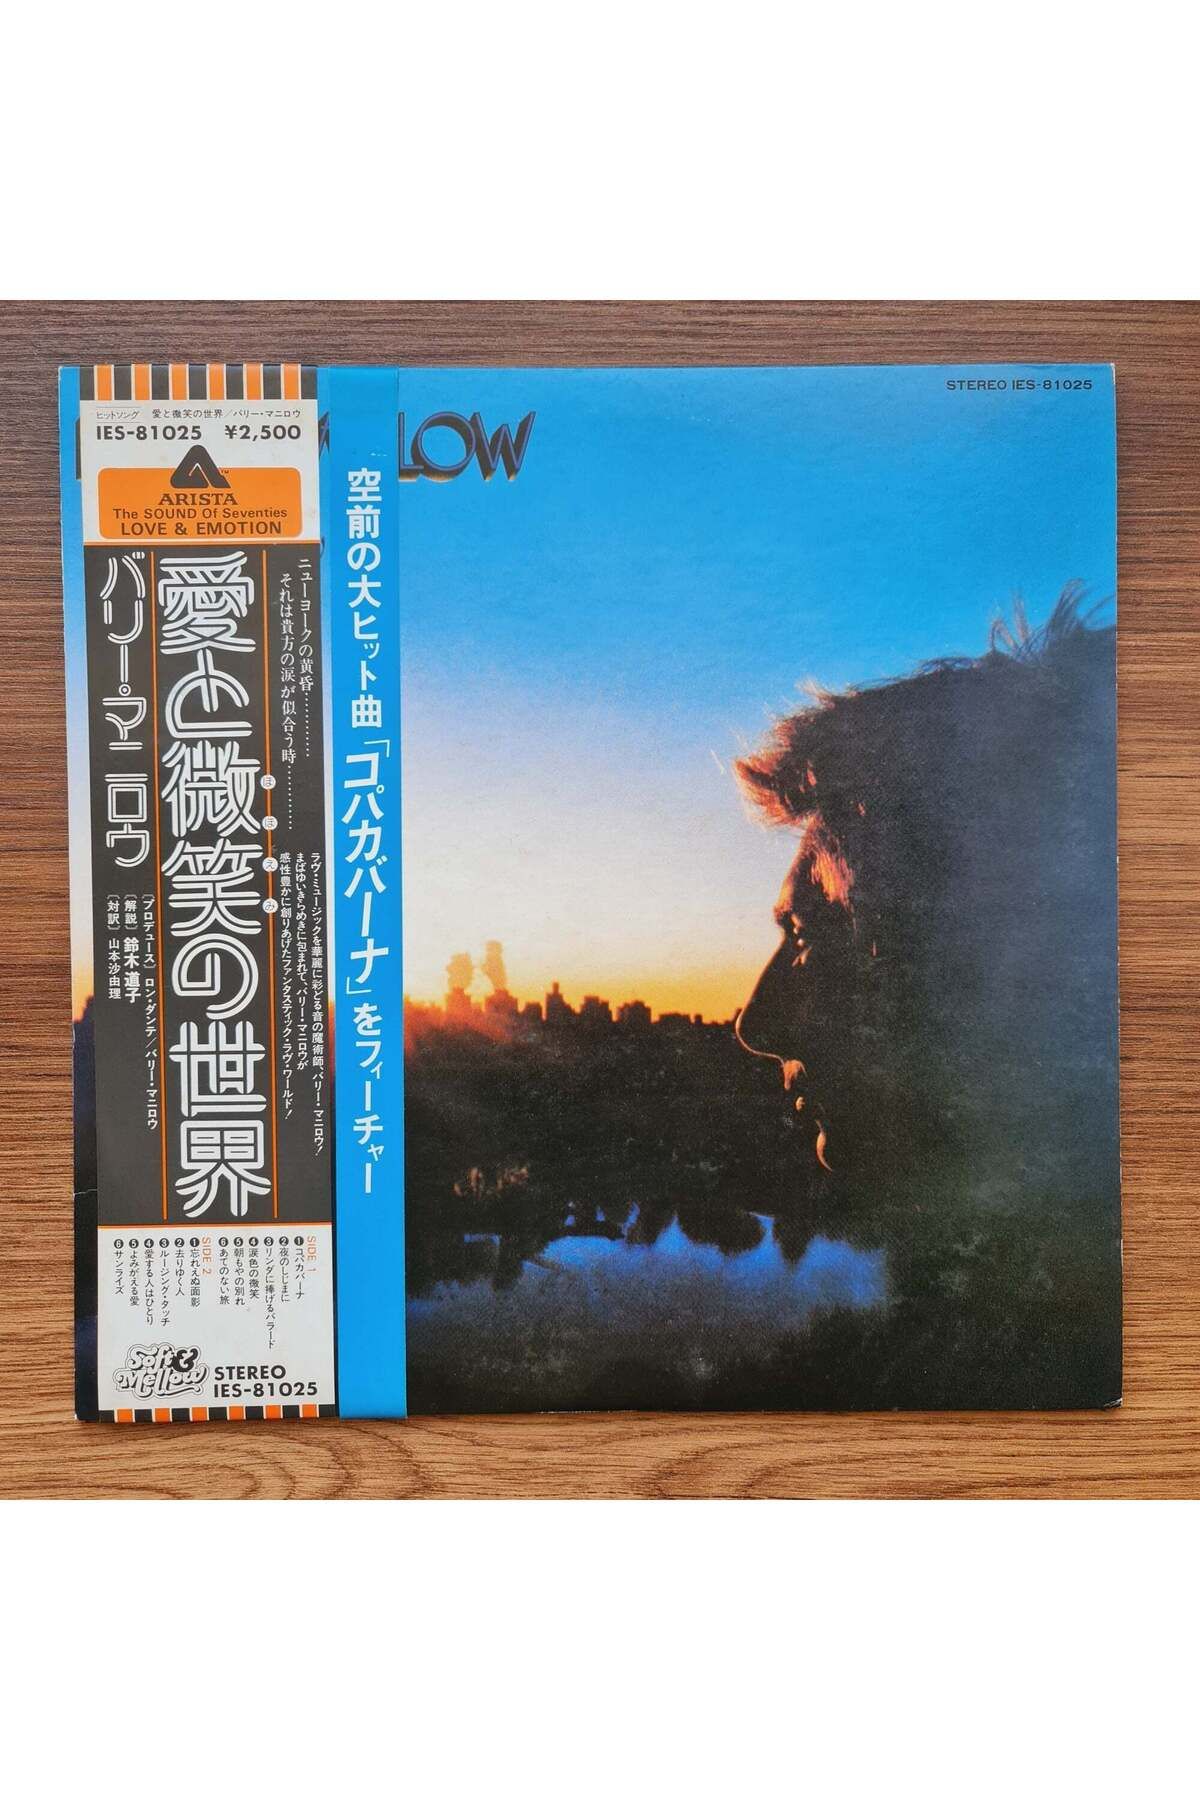 STEREO IES-81025
LOW
ヒットソング 愛と微笑の世界/バリー・マニロウ
IES-81025 ¥2,500
ARISTA
The SOUND Of Seventies
LOVE & EMOTION
空前の大ヒット曲「コパカバーナ」をフィーチャー
ニューヨークの黄昏…………
それは貴方の涙が似合う時…………
ラヴ・ミュージックを華麗に彩どる音の魔術師、バリー・マニロウ!
まばゆいきらめきに包まれて、バリー・マニロウが
感性豊かに創りあげたファンタスティック・ラヴ・ワールド!
愛と微笑の世界
ほほえみ
バリー・マニロウ
〔プロデュース〕ロン・ダンテ/バリー・マニロウ
〔解説〕鈴木道子
〔対訳〕山本沙由理
SIDE 1
❶コパカバーナ
❷夜のしじまに
❸リンダに捧げるバラード
❹涙色の微笑
❺朝もやの別れ
❻あてのない旅
SIDE 2
❶忘れえぬ面影
❷去りゆく人
❸ルージング・タッチ
❹愛する人はひとり
❺よみがえる愛
❻サンライズ
Soft & Mellow
STEREO
IES-81025